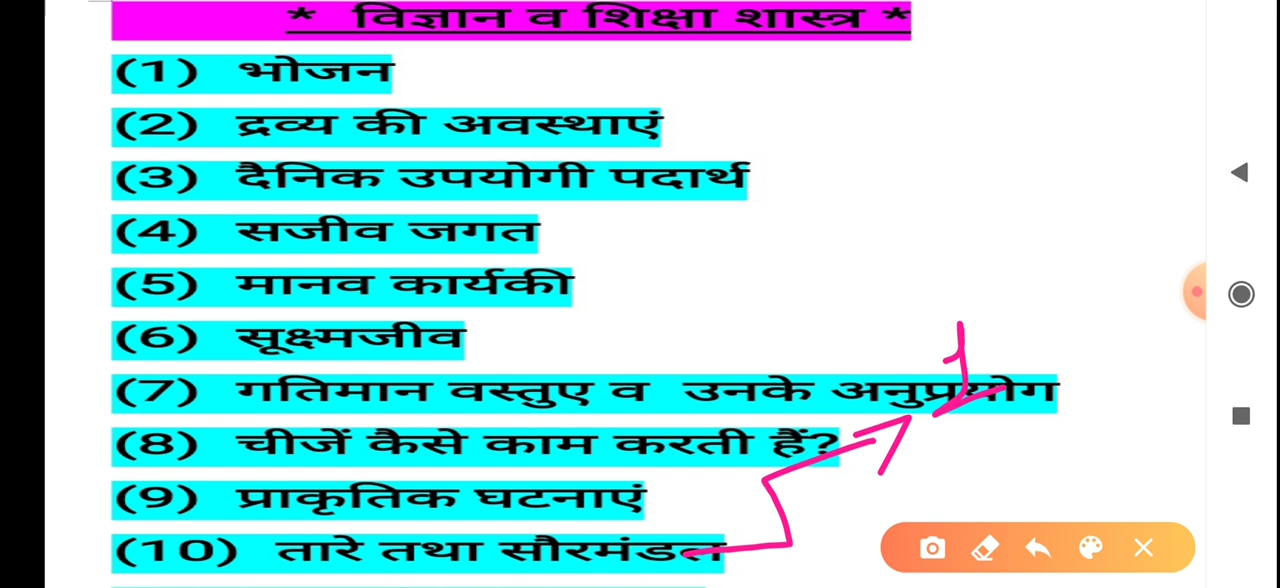 * विज्ञान व शिक्षा शास्त्र *
(1) भोजन
(2) द्रव्य की अवस्थाएं
(3) दैनिक उपयोगी पदार्थ
(4) सजीव जगत
(5) मानव कार्यकी
(6) सूक्ष्मजीव
(7) गतिमान वस्तुए व उनके अनुप्रयोग
(8) चीजें कैसे काम करती हैं?
(9) प्राकृतिक घटनाएं
(10) तारे तथा सौरमंडल
1